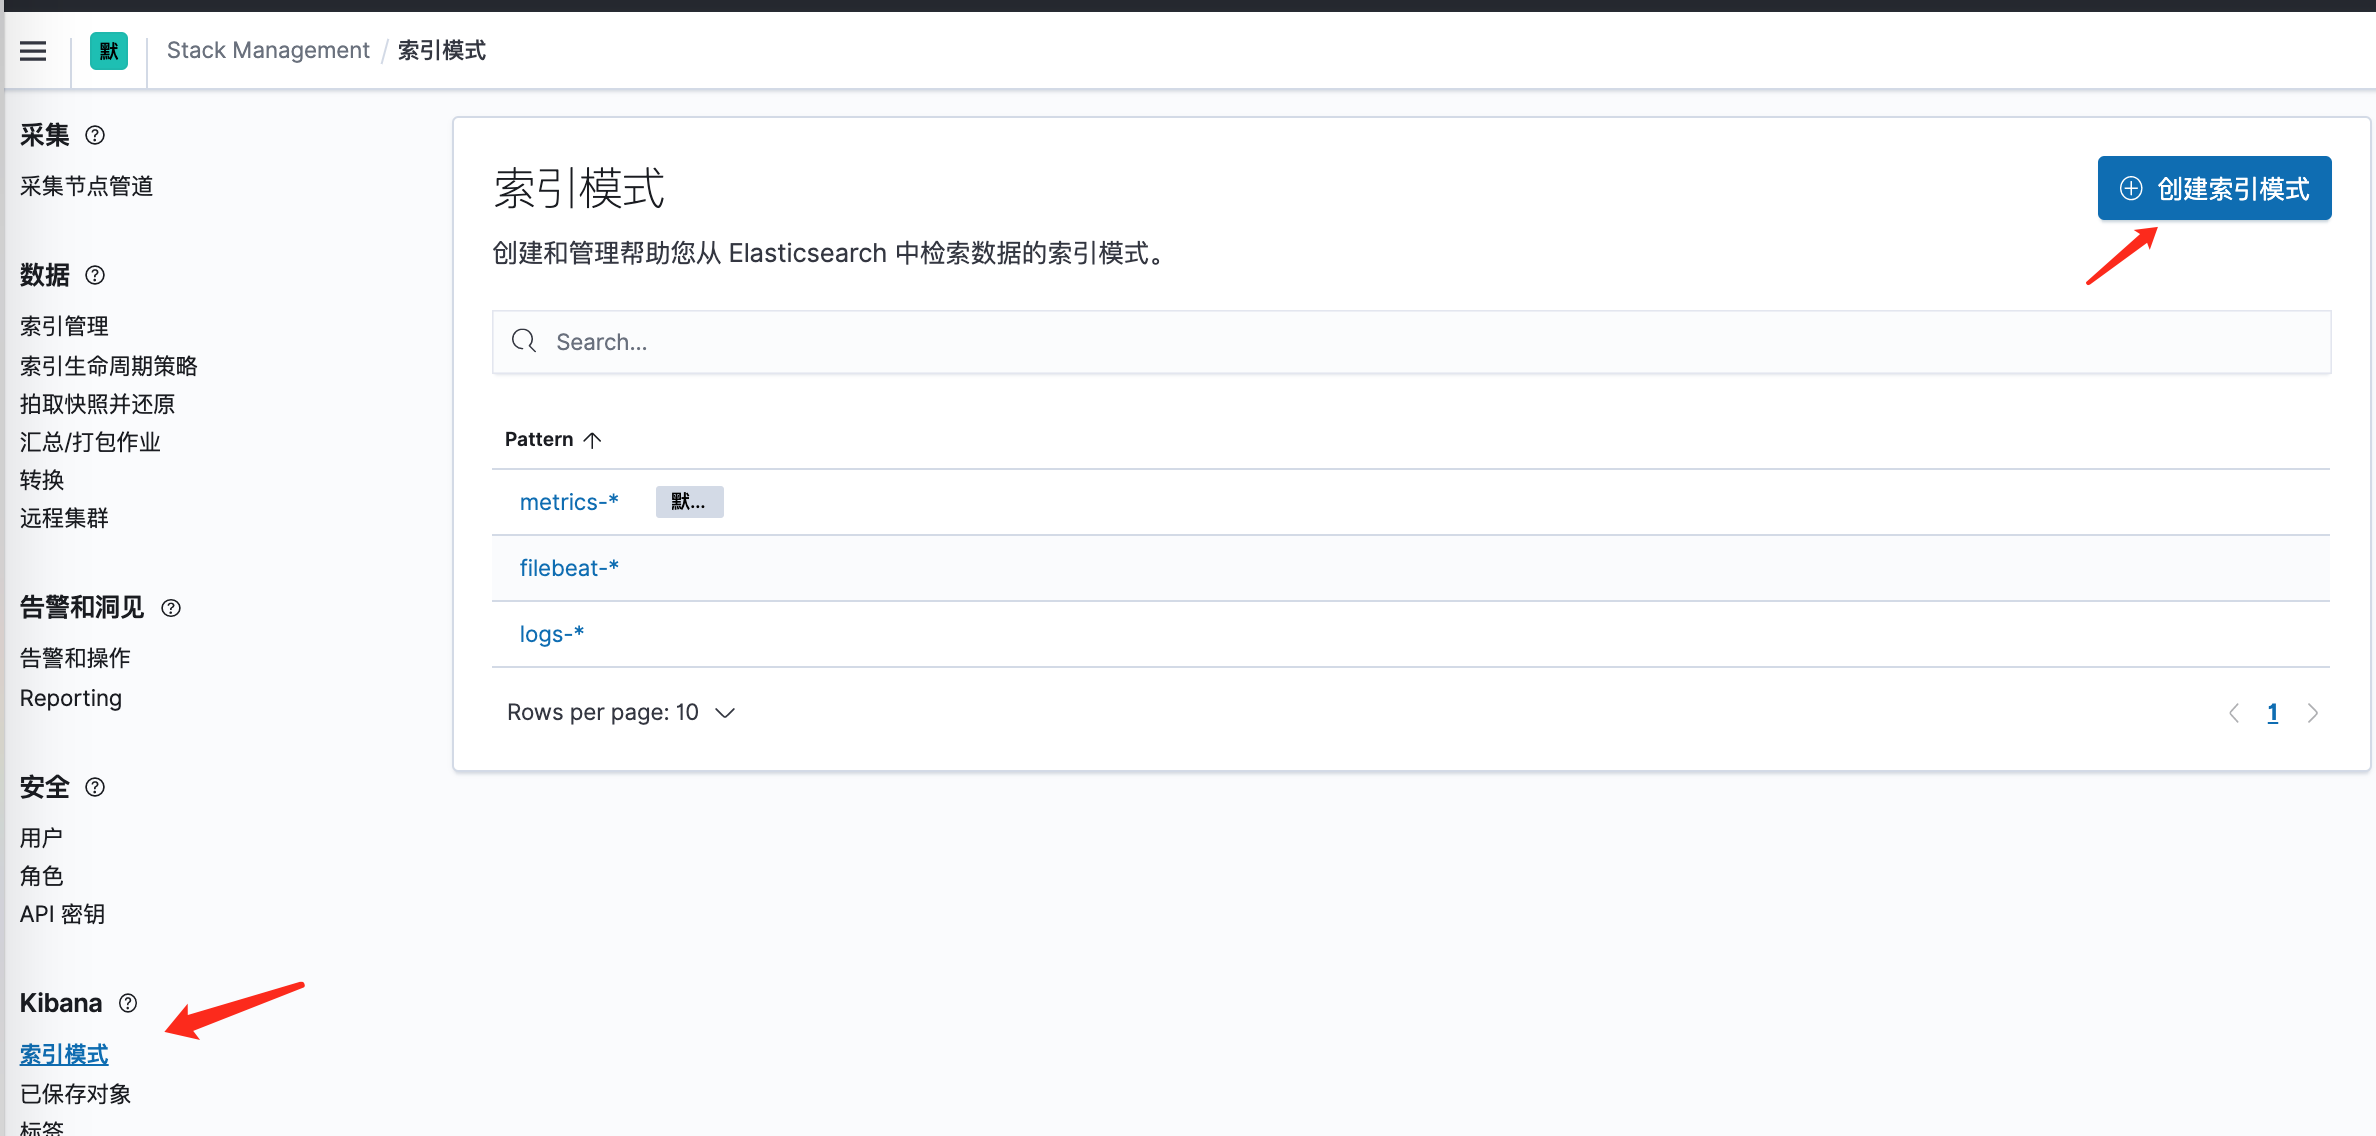 默
Stack Management / 索引模式
采集
采集节点管道
数据
索引管理
索引生命周期策略
拍取快照并还原
汇总/打包作业
转换
远程集群
告警和洞见
告警和操作
Reporting
安全
用户
角色
API 密钥
Kibana
索引模式
已保存对象
标签
索引模式
创建索引模式
创建和管理帮助您从 Elasticsearch 中检索数据的索引模式。
Search...
Pattern
metrics-* 默...
filebeat-*
logs-*
Rows per page: 10
1